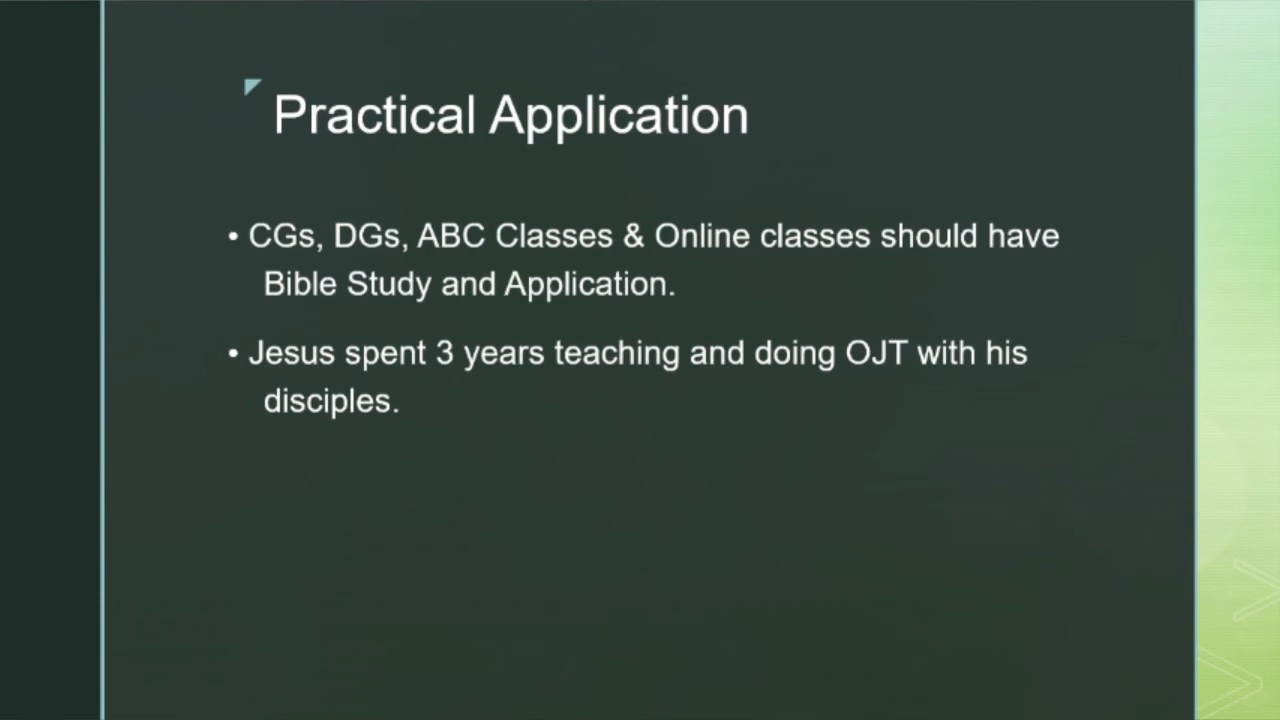 Practical Application
• CGs, DGs, ABC Classes & Online classes should have
Bible Study and Application.
• Jesus spent 3 years teaching and doing OJT with his
disciples.